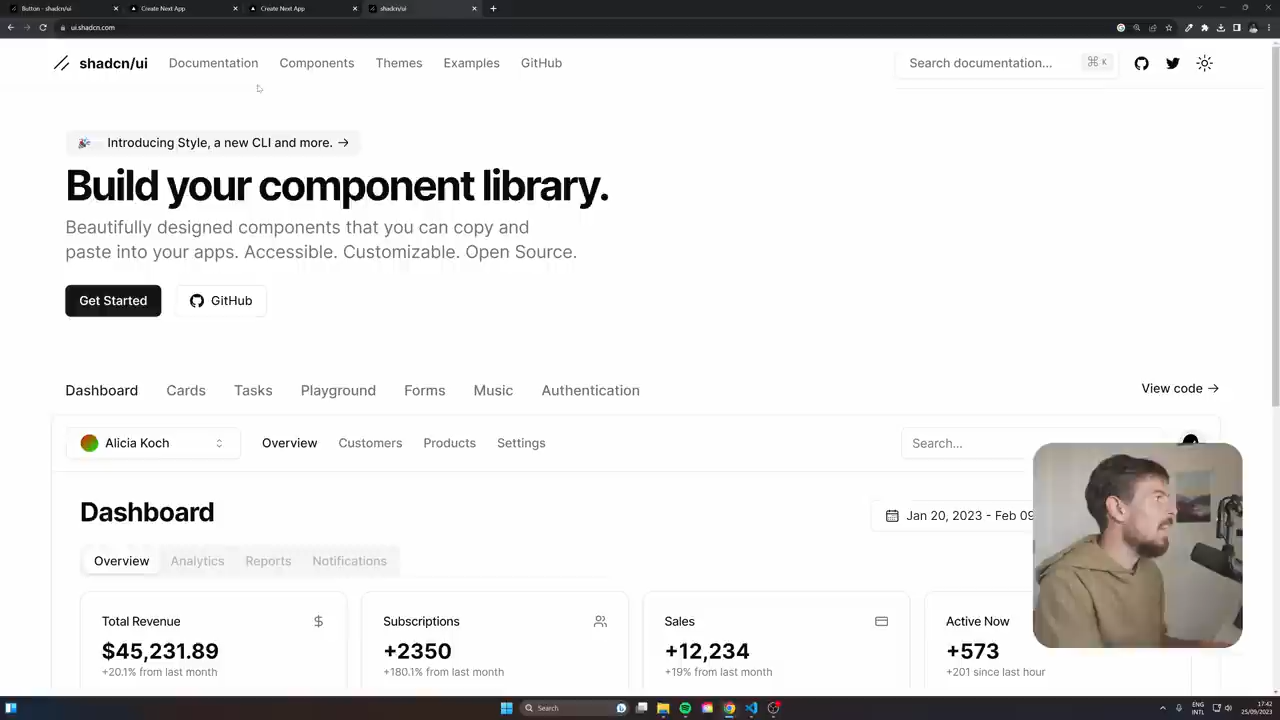 Button - shadcn/ui
Create Next App
Create Next App
shadcn/ui
ui.shadcn.com
shadcn/ui
Documentation
Components
Themes
Examples
GitHub
Search documentation...
⌘ K
Introducing Style, a new CLI and more. →
Build your component library.
Beautifully designed components that you can copy and
paste into your apps. Accessible. Customizable. Open Source.
Get Started
GitHub
Dashboard
Cards
Tasks
Playground
Forms
Music
Authentication
View code →
Alicia Koch
Overview
Customers
Products
Settings
Search...
Dashboard
Jan 20, 2023 - Feb 09
Overview
Analytics
Reports
Notifications
Total Revenue
$
Subscriptions
Sales
Active Now
$45,231.89
+2350
+12,234
+573
+20.1% from last month
+180.1% from last month
+19% from last month
+201 since last hour
Search
ENG
INTL
17:42
25/09/2023